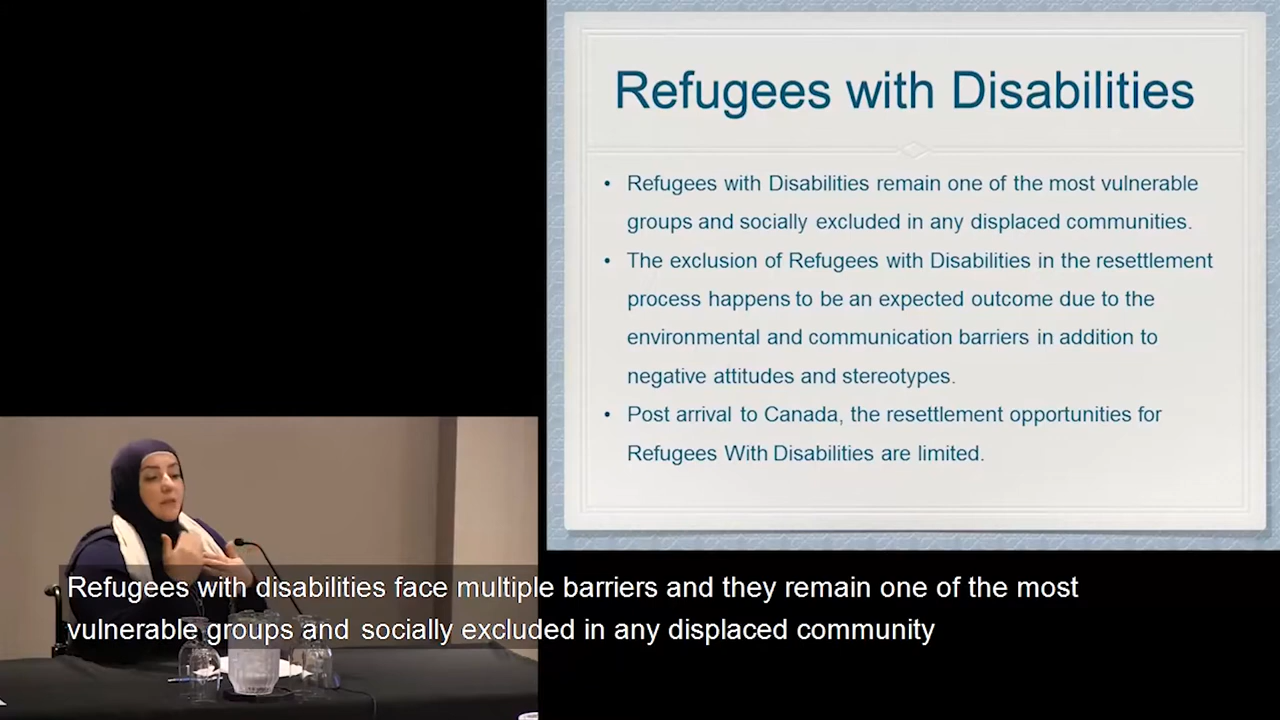 Refugees with Disabilities
• Refugees with Disabilities remain one of the most vulnerable
groups and socially excluded in any displaced communities.
• The exclusion of Refugees with Disabilities in the resettlement
process happens to be an expected outcome due to the
environmental and communication barriers in addition to
negative attitudes and stereotypes.
• Post arrival to Canada, the resettlement opportunities for
Refugees With Disabilities are limited.
Refugees with disabilities face multiple barriers and they remain one of the most
vulnerable groups and socially excluded in any displaced community